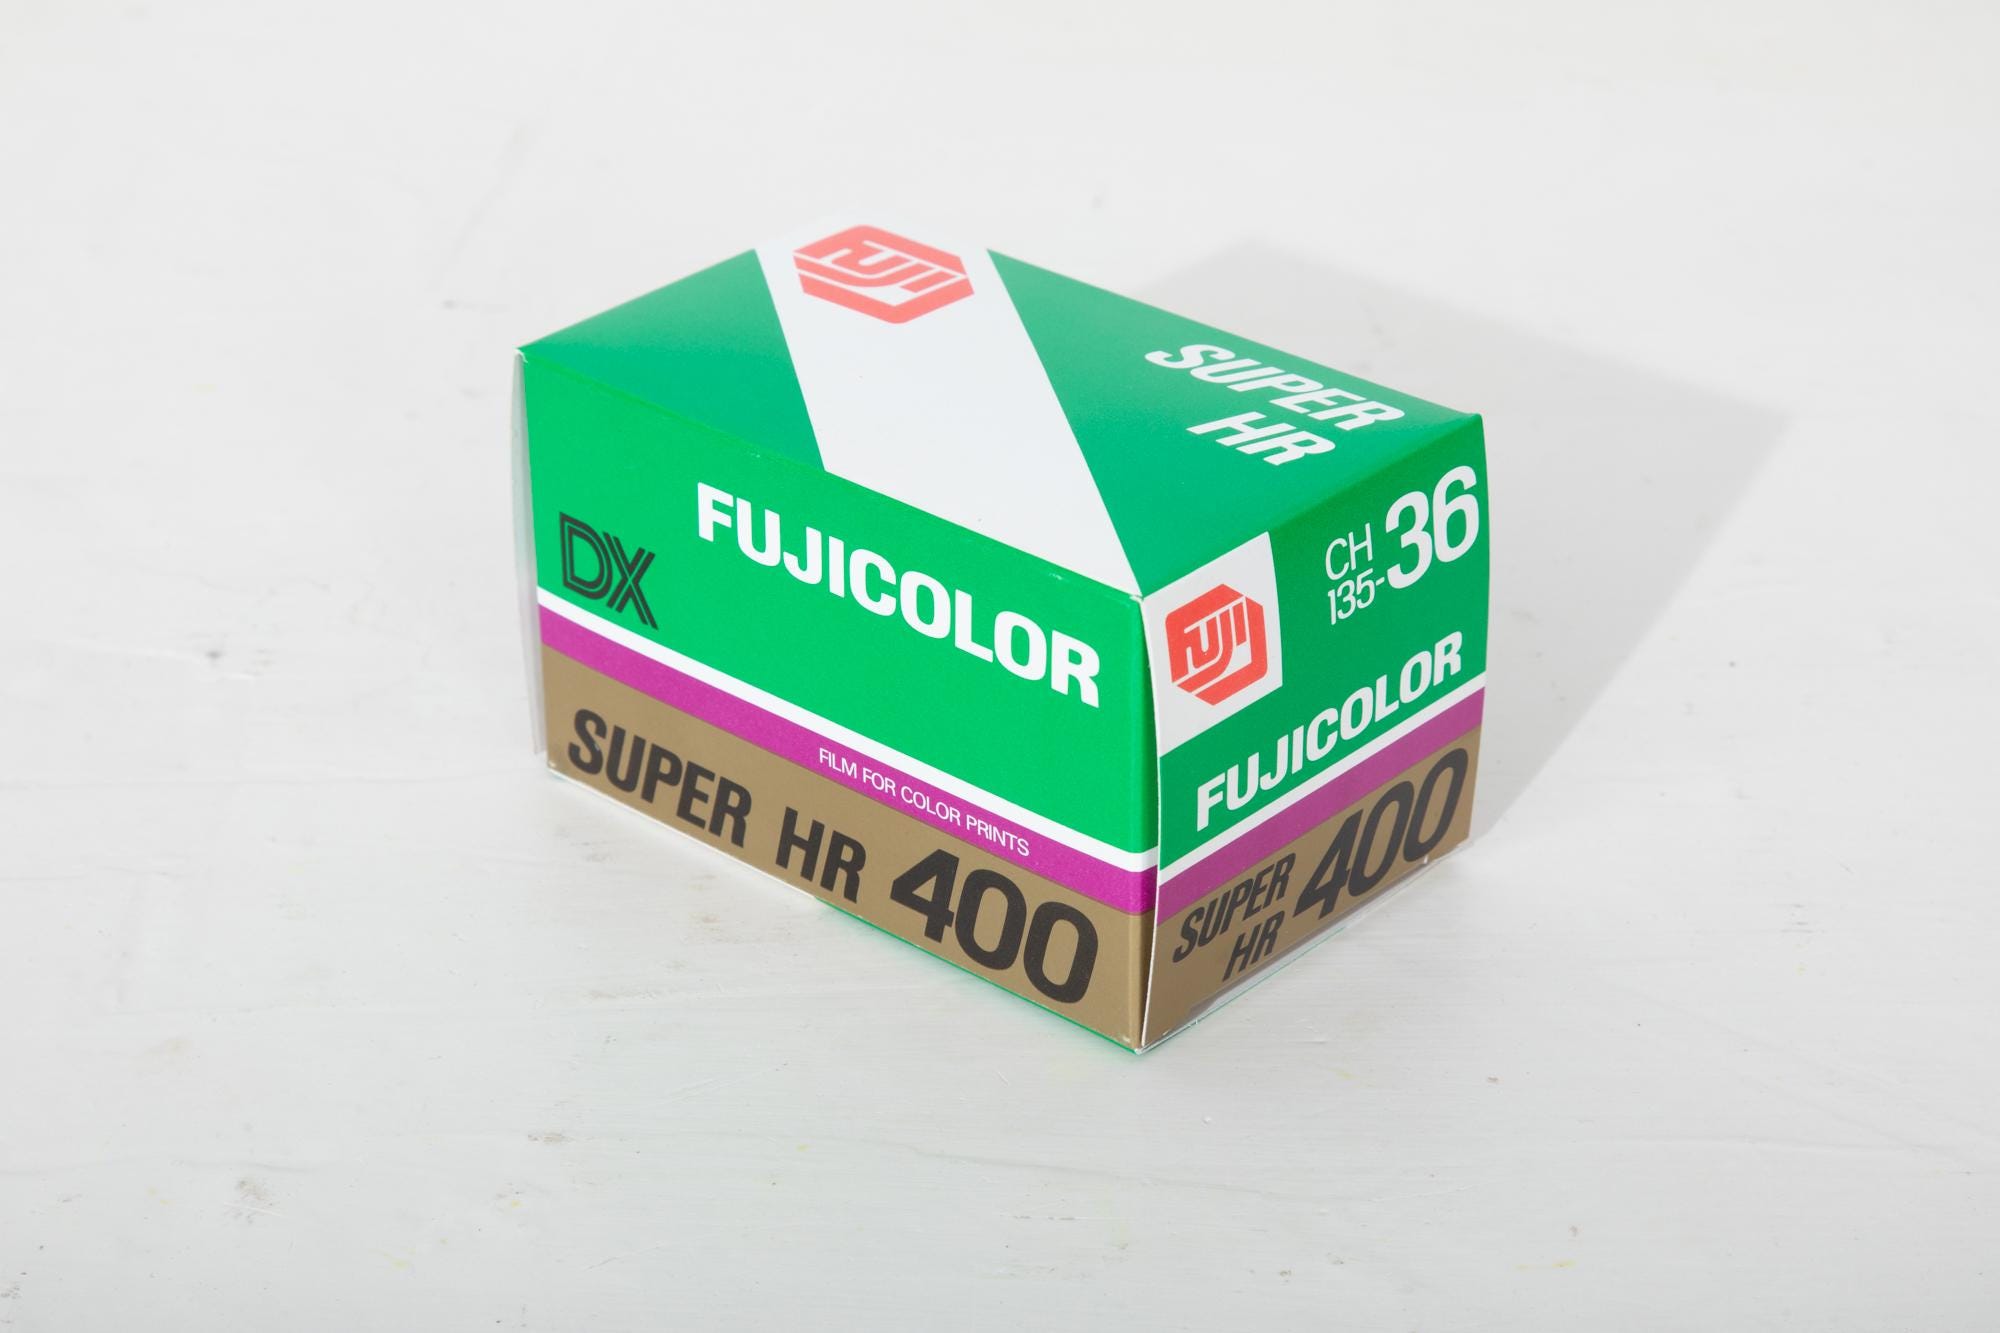 FUJI
SUPER
HR
DX
FUJICOLOR
FILM FOR COLOR PRINTS
SUPER HR 400
FUJI
CH
135-36
FUJICOLOR
SUPER
HR 400